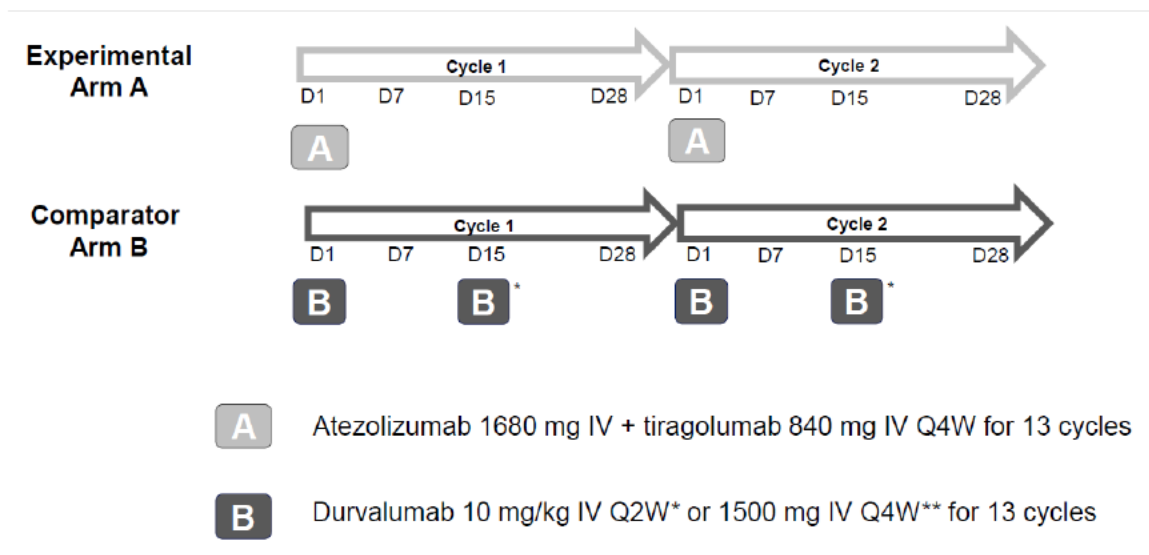 Experimental
Arm A
Cycle 1
Cycle 2
D1 D7 D15 D28 D1 D7 D15 D28
A A
Comparator
Arm B
Cycle 1
Cycle 2
D1 D7 D15 D28 D1 D7 D15 D28
B B * B B *
A Atezolizumab 1680 mg IV + tiragolumab 840 mg IV Q4W for 13 cycles
B Durvalumab 10 mg/kg IV Q2W* or 1500 mg IV Q4W** for 13 cycles